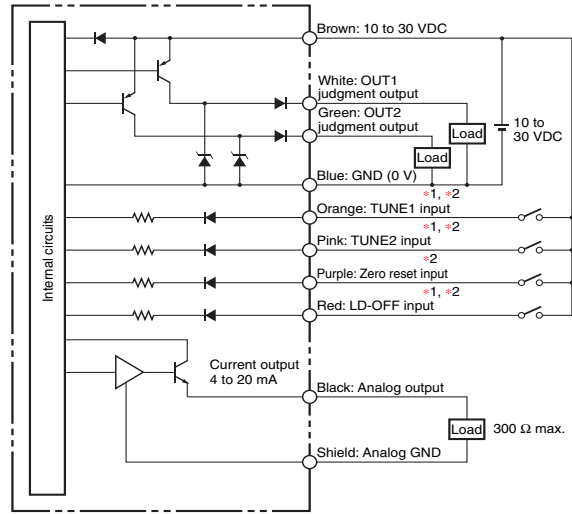 Brown: 10 to 30 VDC
White: OUT1
judgment output
Green: OUT2
judgment output
Load
Load
10 to
30 VDC
Blue: GND (0 V)
*1, *2
Orange: TUNE1 input
*1, *2
Pink: TUNE2 input
*2
Purple: Zero reset input
*1, *2
Red: LD-OFF input
Internal circuits
Current output
4 to 20 mA
Black: Analog output
Load
300 Ω max.
Shield: Analog GND